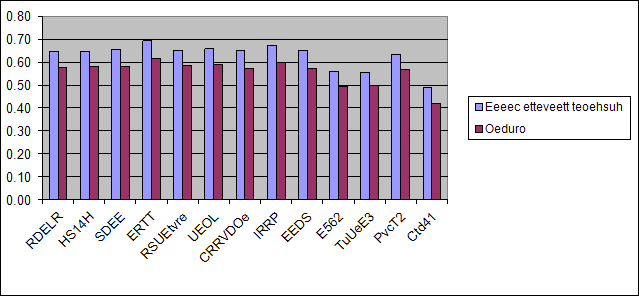 0.80
0.70
0.60
0.50
0.40
0.30
0.20
0.10
0.00
RDELR
HS14H
SDEE
ERTT
RSUEtvre
UEOL
CRRVDOe
IRRP
EEDS
E562
TuUeE3
PvcT2
Ctd41
Eeeec etteveett teoehsuh
Oeduro